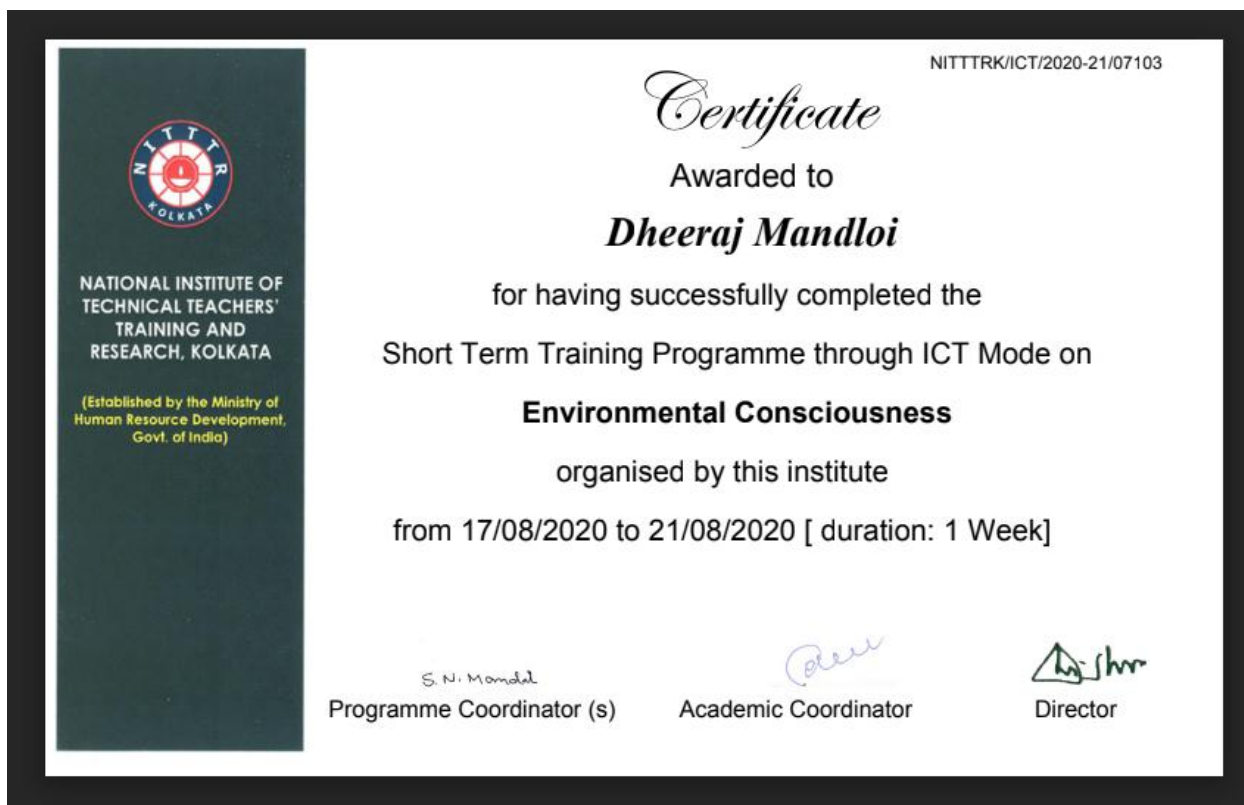 NITTTRK/ICT/2020-21/07103
Certificate
Awarded to
Dheeraj Mandloi
for having successfully completed the
Short Term Training Programme through ICT Mode on
Environmental Consciousness
organised by this institute
from 17/08/2020 to 21/08/2020 [ duration: 1 Week]
NITTTR
KOLKATA
NATIONAL INSTITUTE OF
TECHNICAL TEACHERS'
TRAINING AND
RESEARCH, KOLKATA
(Established by the Ministry of
Human Resource Development,
Govt. of India)
S. N. Mandal
Programme Coordinator (s)
Academic Coordinator
Director